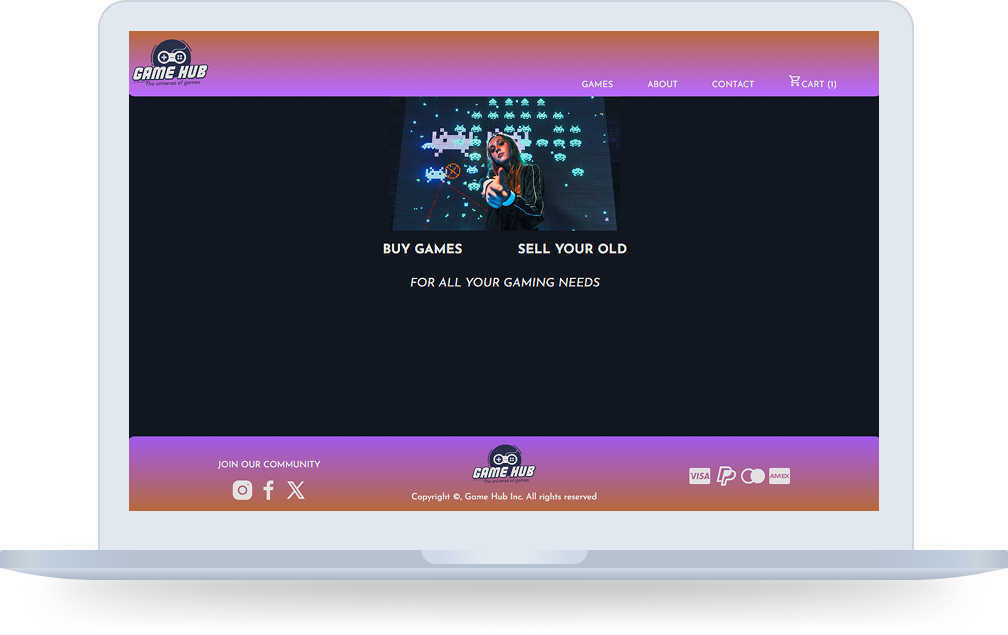 GAME HUB
The universe of games
GAMES ABOUT CONTACT CART (1)
BUY GAMES SELL YOUR OLD
FOR ALL YOUR GAMING NEEDS
JOIN OUR COMMUNITY
GAME HUB
The universe of games
VISA AMEX
Copyright ©, Game Hub Inc. All rights reserved